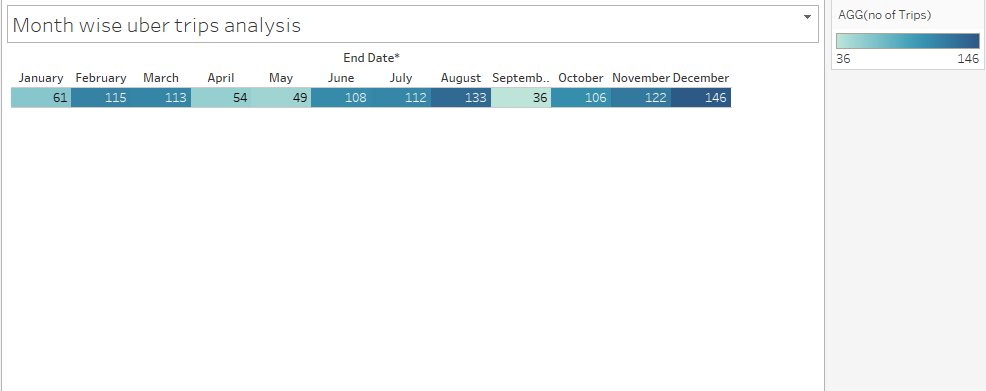 Month wise uber trips analysis
AGG(no of Trips)
36 146
End Date*
January February March April May June July August Septemb.. October November December
61 115 113 54 49 108 112 133 36 106 122 146